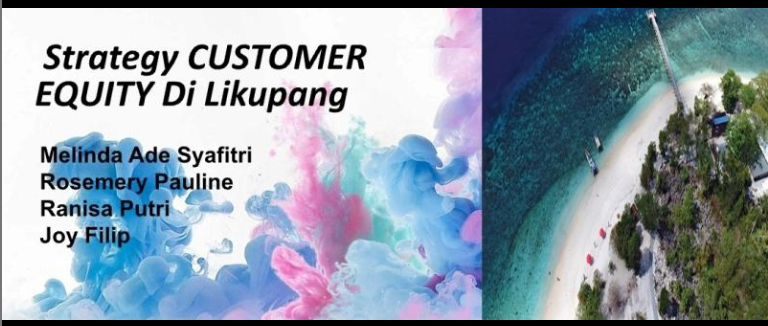 Strategy CUSTOMER
EQUITY Di Likupang
Melinda Ade Syafitri
Rosemery Pauline
Ranisa Putri
Joy Filip